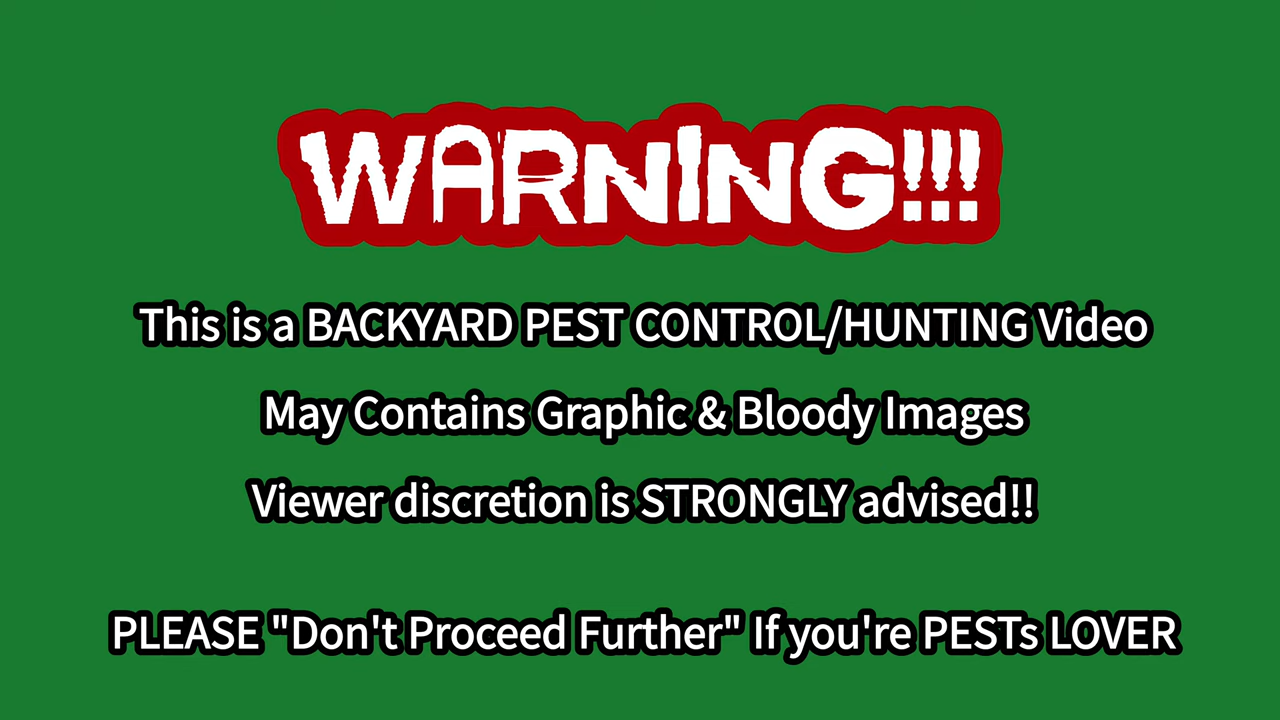 WARNING!!!
This is a BACKYARD PEST CONTROL/HUNTING Video
May Contains Graphic & Bloody Images
Viewer discretion is STRONGLY advised!!
PLEASE "Don't Proceed Further" If you're PESTs LOVER